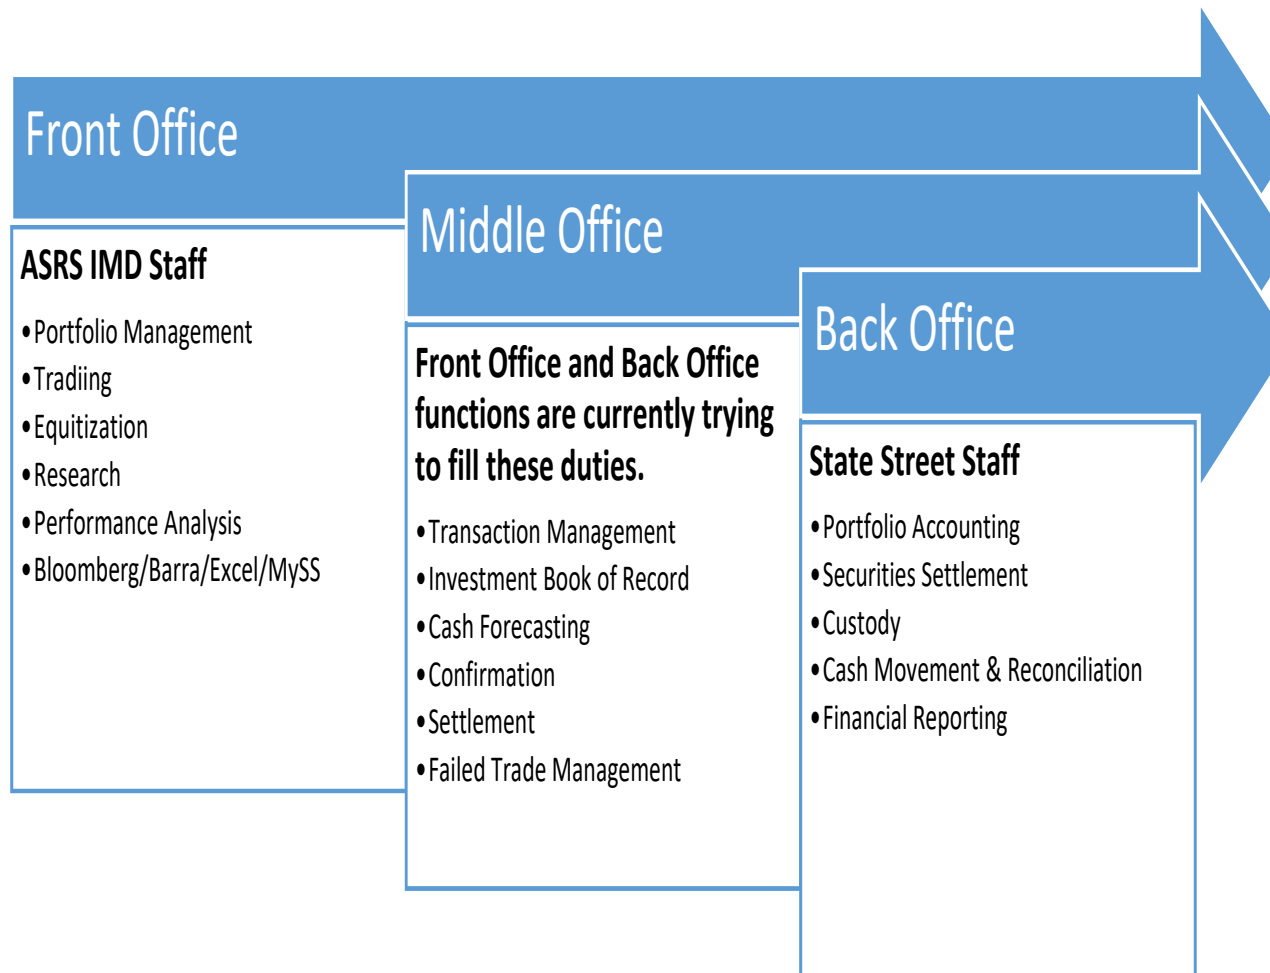 Front Office
ASRS IMD Staff
•Portfolio Management
•Tradiing
•Equitization
•Research
•Performance Analysis
•Bloomberg/Barra/Excel/MySS
Middle Office
Front Office and Back Office
functions are currently trying
to fill these duties.
•Transaction Management
•Investment Book of Record
•Cash Forecasting
•Confirmation
•Settlement
•Failed Trade Management
Back Office
State Street Staff
•Portfolio Accounting
•Securities Settlement
•Custody
•Cash Movement & Reconciliation
•Financial Reporting